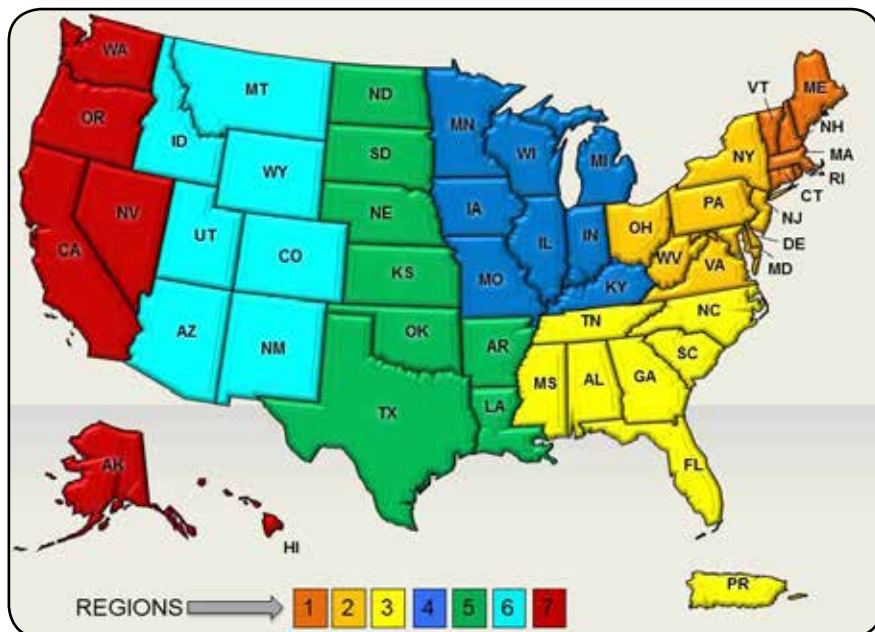 WA
MT
ND
MN
VT
ME
OR
ID
SD
WI
MI
NY
NH
MA
RI
CT
WY
NV
NE
IA
PA
NJ
CA
UT
CO
IL
IN
OH
DE
WV
VA
MD
KS
MO
KY
NC
AZ
NM
OK
AR
TN
SC
MS
AL
GA
TX
LA
FL
AK
HI
PR
REGIONS 1 2 3 4 5 6 7